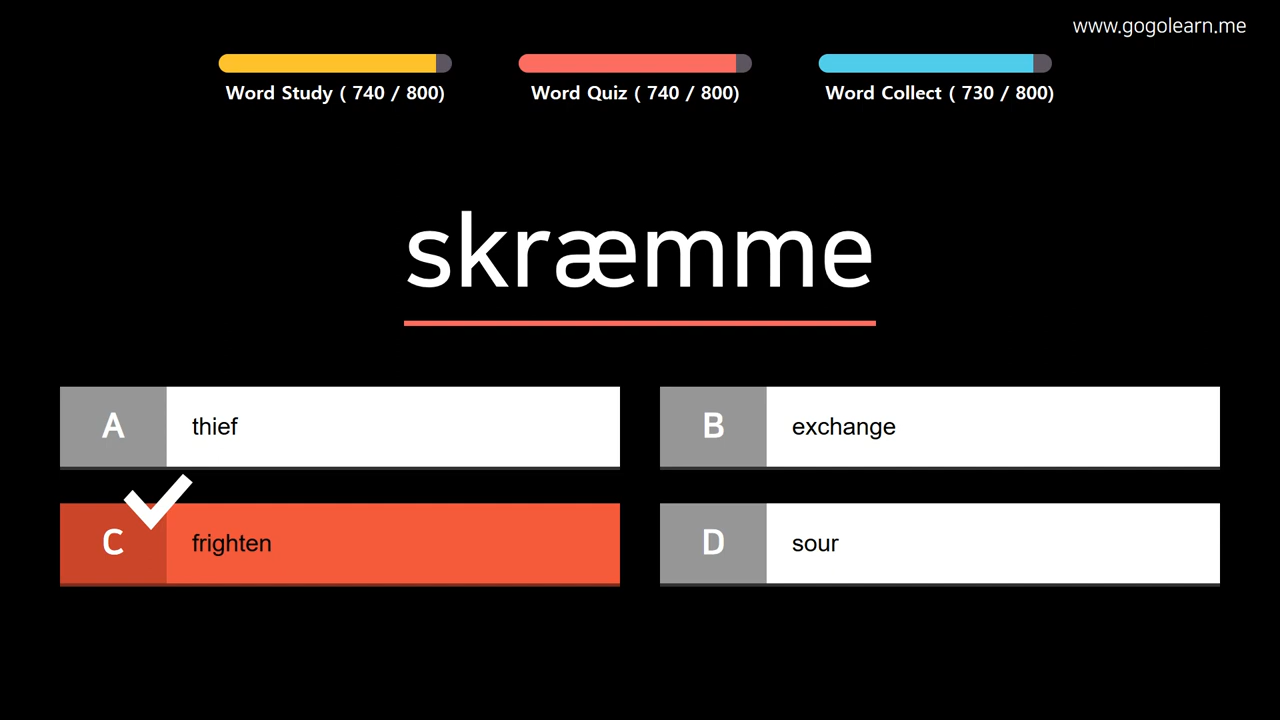 www.gogolearn.me
Word Study ( 740 / 800)
Word Quiz ( 740 / 800)
Word Collect ( 730 / 800)
skræmme
A thief
B exchange
C frighten
D sour